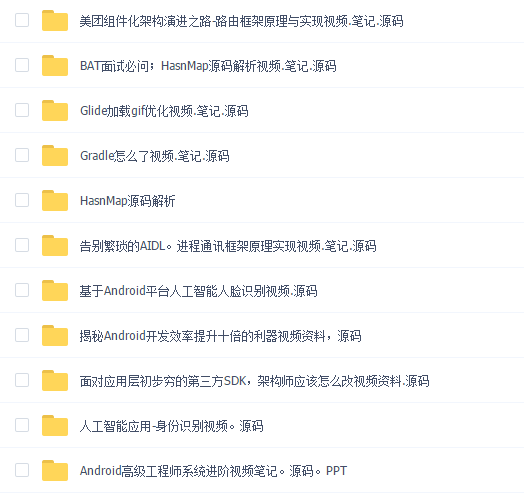 美团组件化架构演进之路-路由框架原理与实现视频.笔记.源码
BAT面试必问；HasnMap源码解析视频.笔记.源码
Glide加载gif优化视频.笔记.源码
Gradle怎么了视频.笔记.源码
HasnMap源码解析
告别繁琐的AIDL。进程通讯框架原理实现视频.笔记.源码
基于Android平台人工智能人脸识别视频.源码
揭秘Android开发效率提升十倍的利器视频资料，源码
面对应用层初步穷的第三方SDK，架构师应该怎么改视频资料.源码
人工智能应用-身份识别视频。源码
Android高级工程师系统进阶视频笔记。源码。PPT